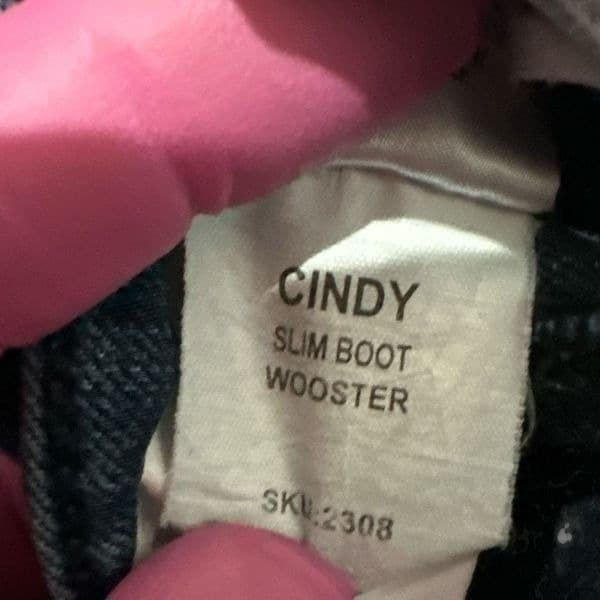 CINDY
SLIM BOOT
WOOSTER
SKU:2308